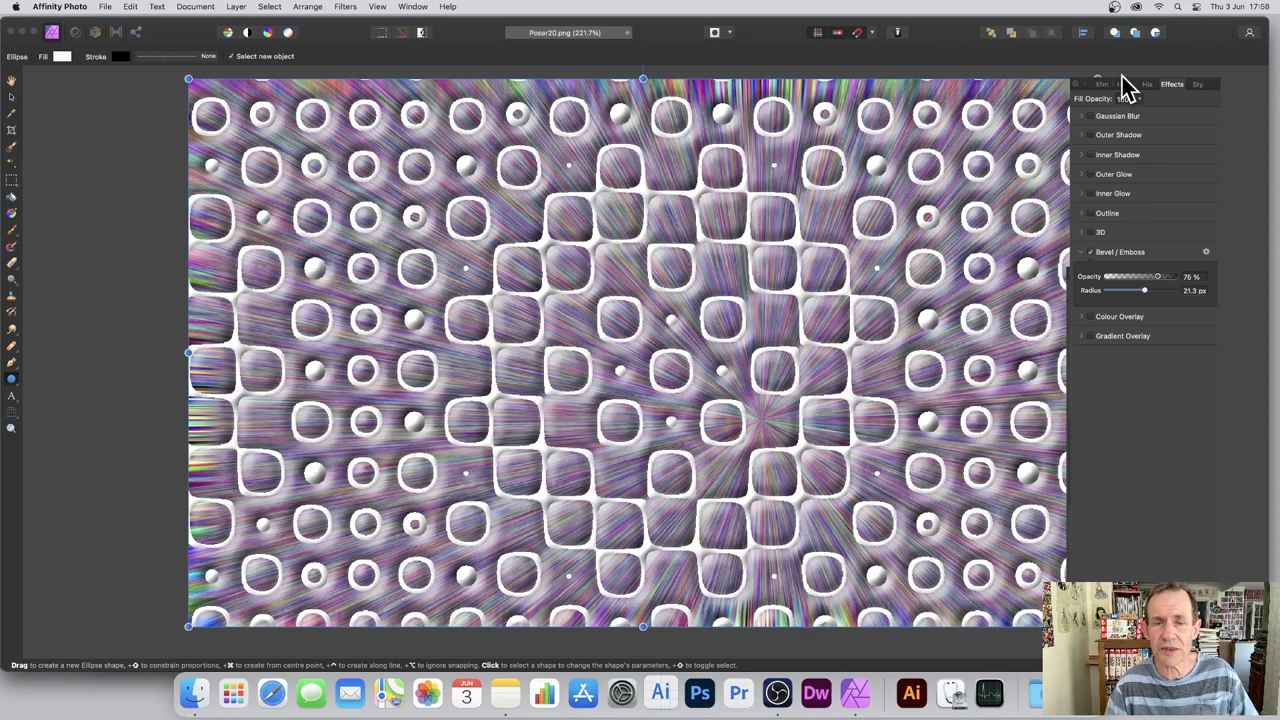 Affinity Photo File Edit Text Document Layer Select Arrange Filters View Window Help Thu 3 Jun 17:58
Poser20.png (221.7%)
Ellipse Fill Stroke None Select new object
Xfm His Effects Sty
Fill Opacity:
Gaussian Blur
Outer Shadow
Inner Shadow
Outer Glow
Inner Glow
Outline
3D
Bevel / Emboss
Opacity 75 %
Radius 21.3 px
Colour Overlay
Gradient Overlay
A
Drag to create a new Ellipse shape, +⇧ to constrain proportions, +⌘ to create from centre point, +⌃ to create along line, +⌥ to ignore snapping. Click to select a shape to change the shape's parameters, +⇧ to toggle select.
JUN
3 Ai Ps Pr Dw Ai